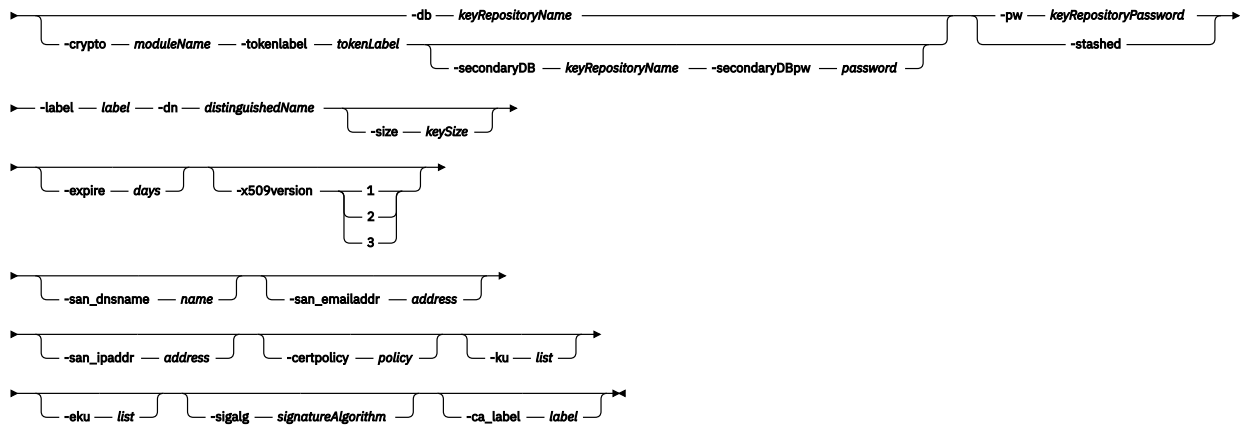 -db keyRepositoryName -pw keyRepositoryPassword
-crypto moduleName -tokenlabel tokenLabel -stashed
-secondaryDB keyRepositoryName -secondaryDBpw password
-label label -dn distinguishedName
-size keySize
-expire days -x509version 1
2
3
-san_dnsname name -san_emailaddr address
-san_ipaddr address -certpolicy policy -ku list
-eku list -sigalg signatureAlgorithm -ca_label label